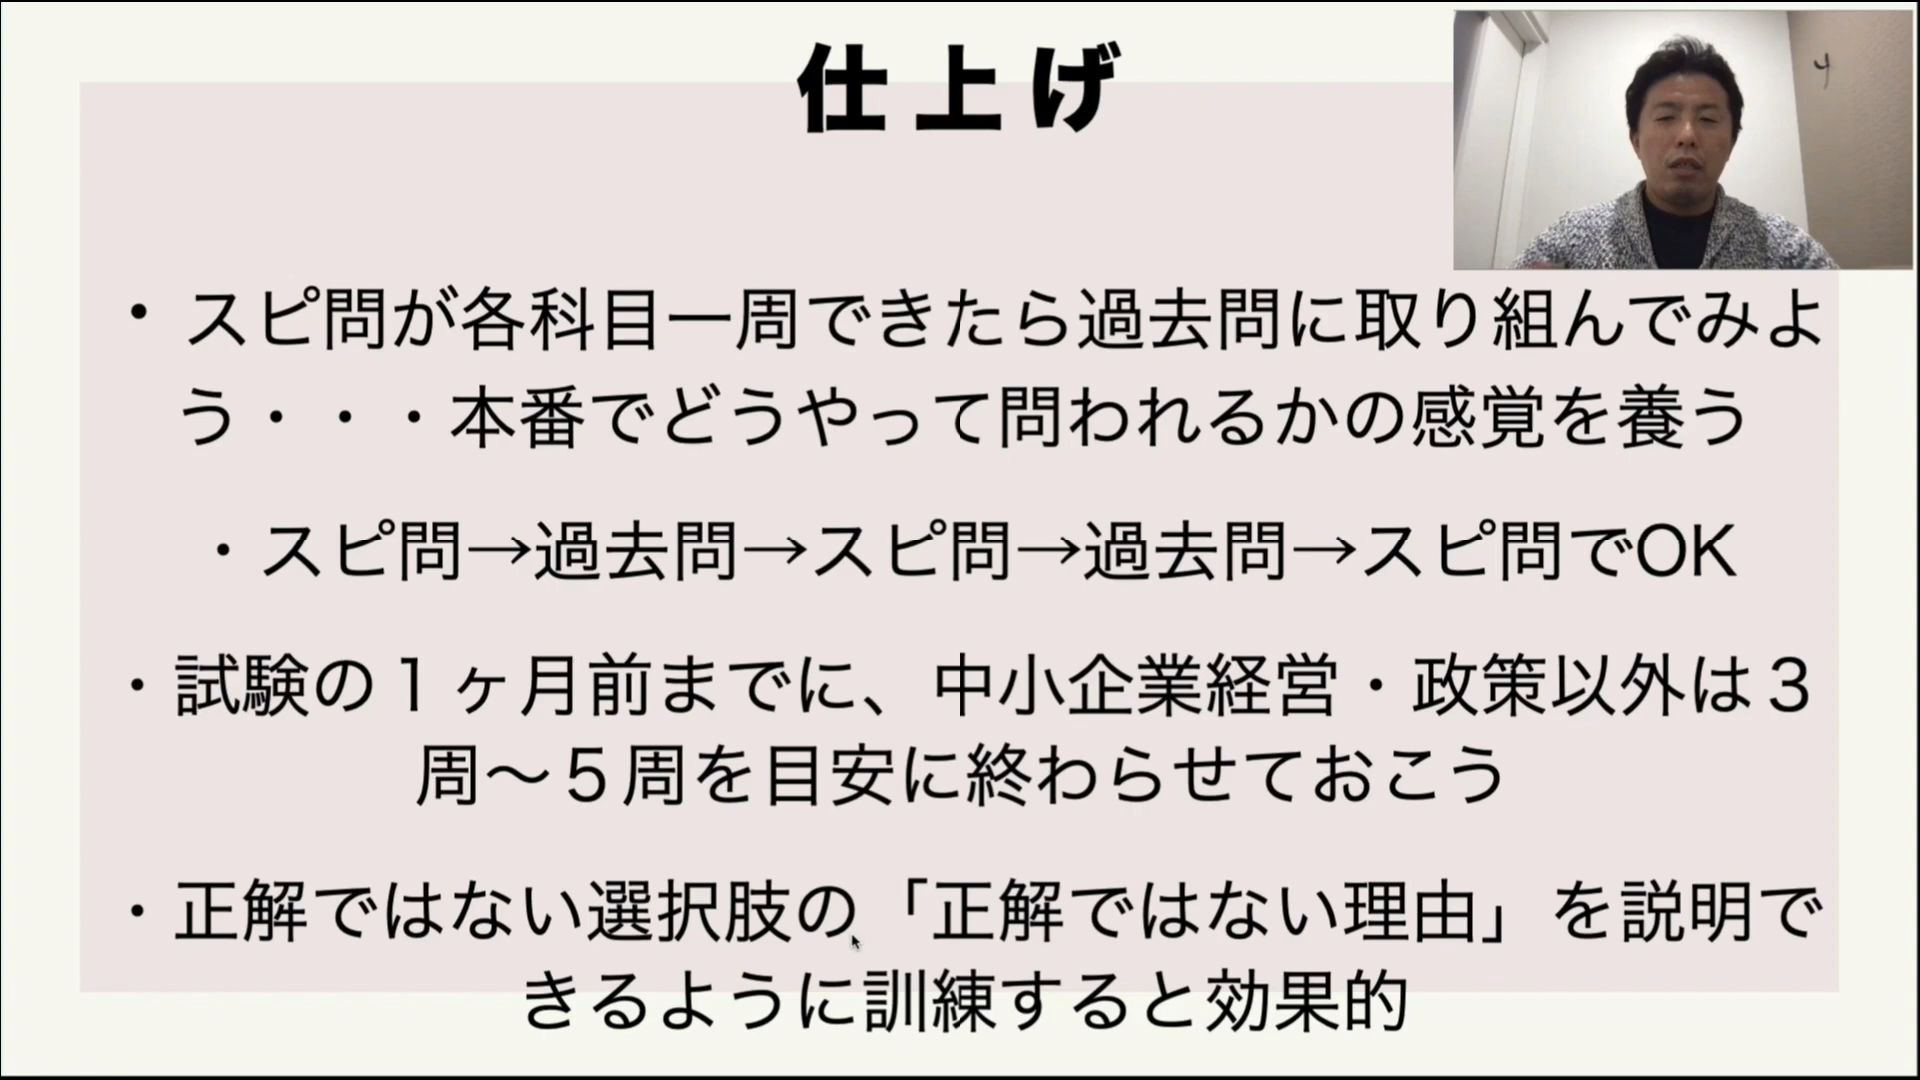 仕上げ
・スピ問が各科目一周できたら過去問に取り組んでみよ
う・・・本番でどうやって問われるかの感覚を養う
・スピ問→過去問→スピ問→過去問→スピ問でOK
・試験の１ヶ月前までに、中小企業経営・政策以外は３
周〜５周を目安に終わらせておこう
・正解ではない選択肢の「正解ではない理由」を説明で
きるように訓練すると効果的